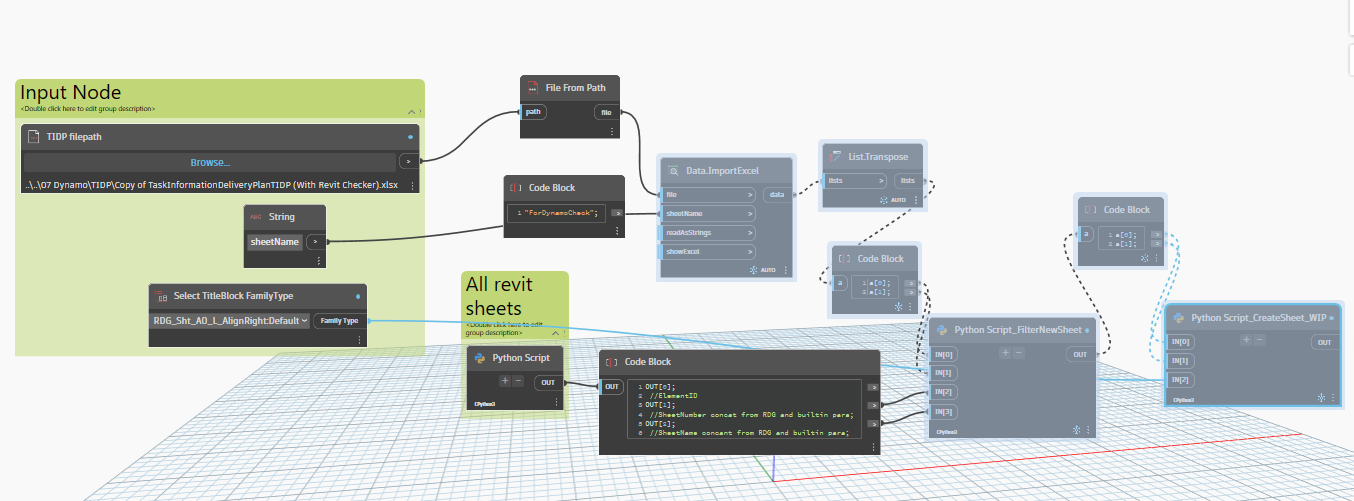 Input Node
<Double click here to edit group description>
TIDP filepath
Browse...
>
..\..\07 Dynamo\TIDP\Copy of TaskInformationDeliveryPlanTIDP (With Revit Checker).xlsx
ABC String
sheetName >
Select TitleBlock FamilyType
RDG_Sht_A0_L_AlignRight:Default Family Type
File From Path
path file
Code Block
1 "ForDynamoCheck"; >
All revit
sheets
<Double click here to edit
group description>
Python Script
+ - OUT
CPython3
Data.ImportExcel
file > data
sheetName >
readAsStrings >
showExcel >
AUTO
List.Transpose
lists > lists
AUTO
Code Block
a 1 a[0]; >
2 a[1]; >
Code Block
OUT 1 OUT[0]; >
2 //ElementID
3 OUT[1]; >
4 //SheetNumber concat from RDG and builtin para;
5 OUT[2]; >
6 //SheetName concant from RDG and builtin para;
Python Script_FilterNewSheet
IN[0] + - OUT
IN[1]
IN[2]
IN[3]
CPython3
Code Block
a 1 a[0]; >
2 a[1]; >
Python Script_CreateSheet_WIP
IN[0] + - OUT
IN[1]
IN[2]
CPython3